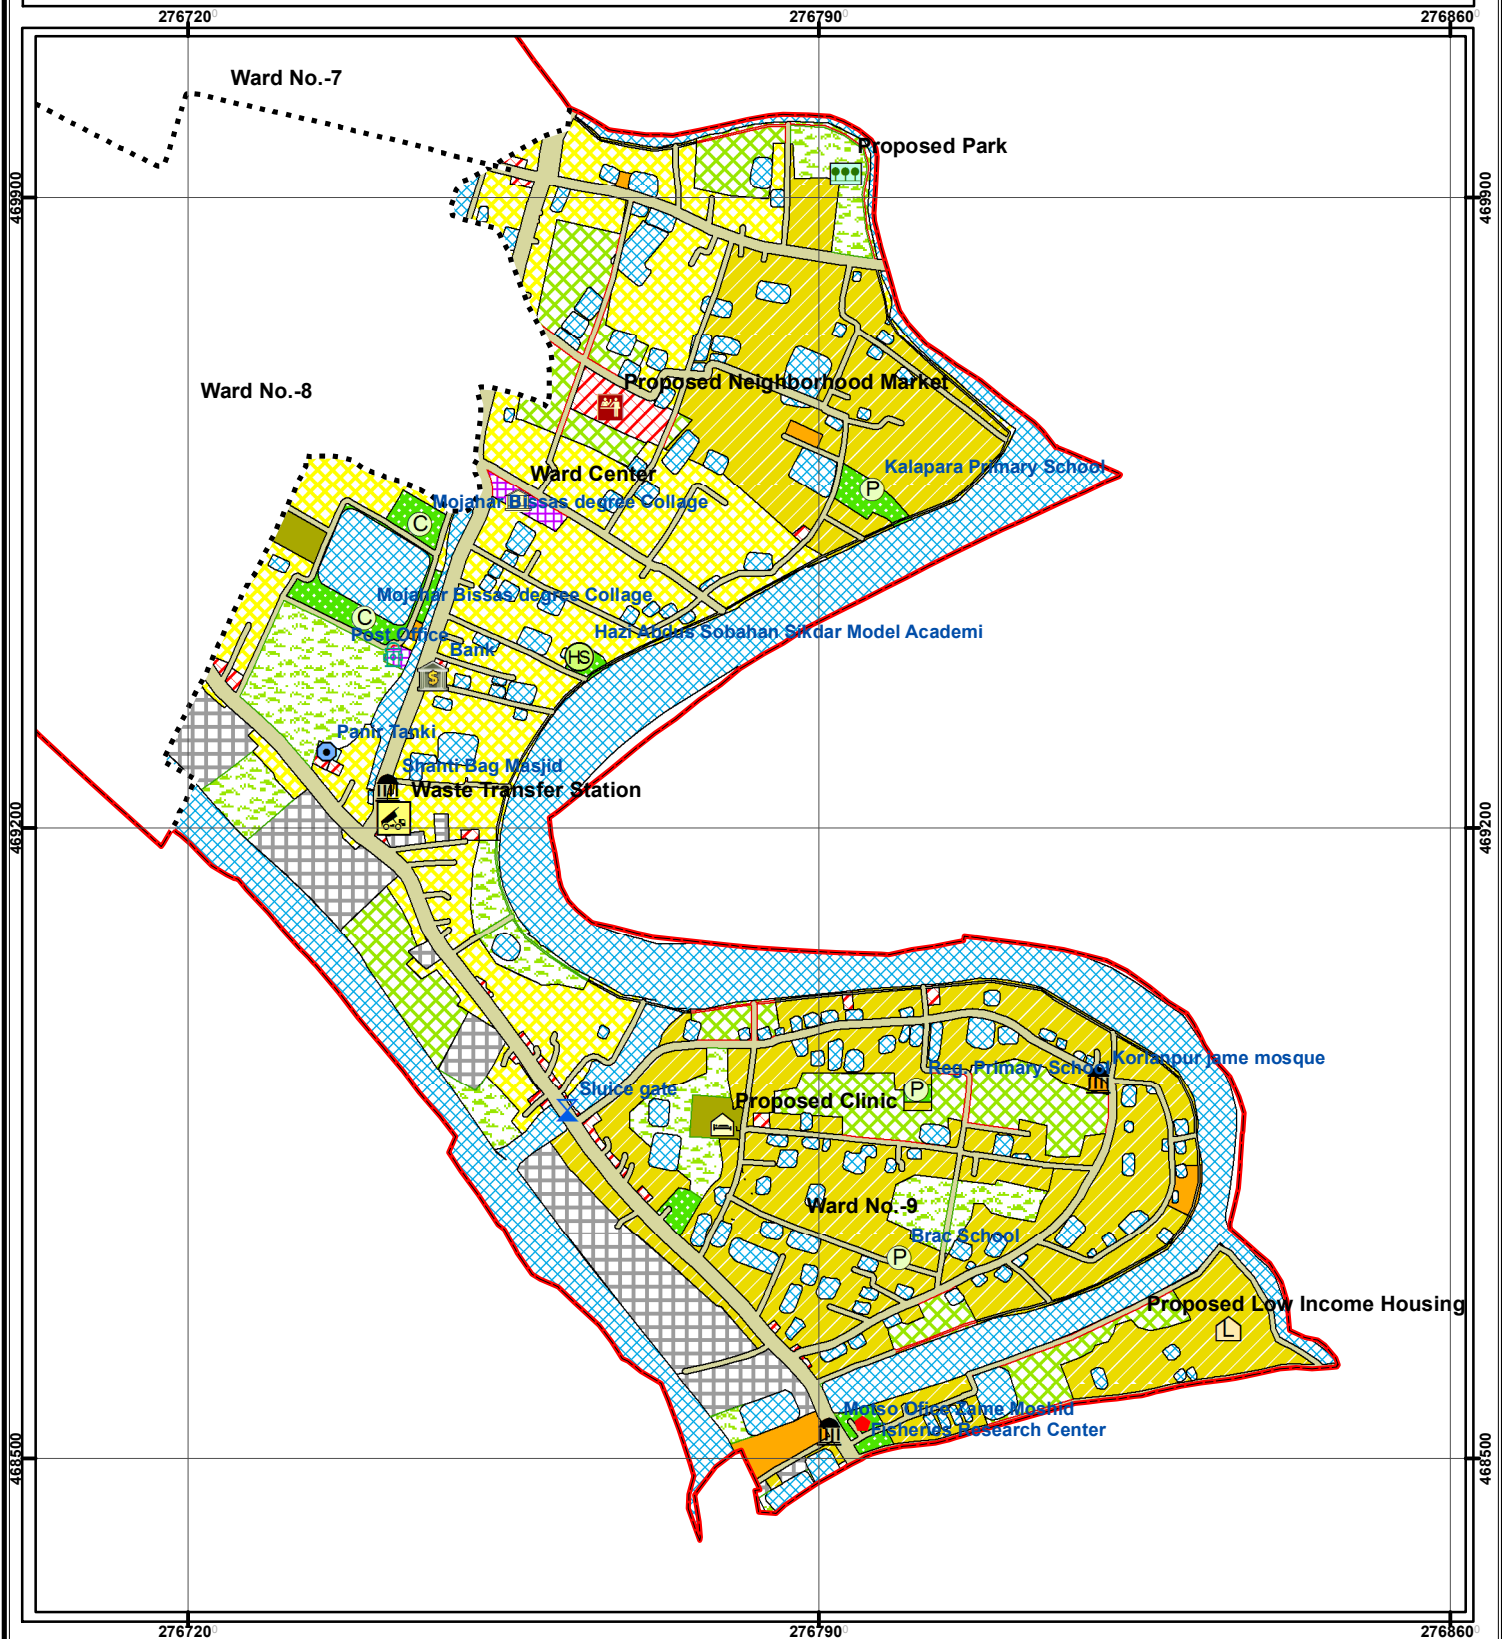 276720 276790 276860
Ward No.-7
Proposed Park
469900 469900
Ward No.-8
Proposed Neighborhood Market
Ward Center
Kalapara Primary School
P
Mojahar Bissas degree Collage
C
Mojahar Bissas degree Collage
C
Post Office
Hazi Abdus Sobahan Sikdar Model Academi
HS
Bank
$
Panir Tanki
Shanti Bag Masjid
Waste Transfer Station
469200 469200
Korlanpur jame mosque
Reg. Primary School
P
Sluice gate
Proposed Clinic
Ward No.-9
Brac School
P
Proposed Low Income Housing
L
Motso Ofice Zame Moshid
Fisheries Research Center
468500 468500
276720 276790 276860